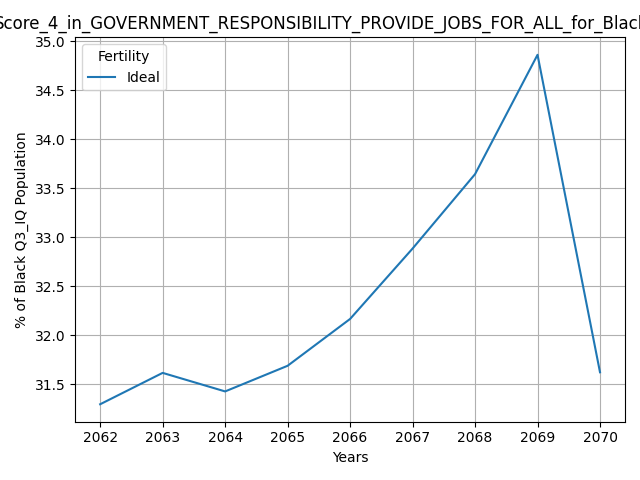 Score_4_in_GOVERNMENT_RESPONSIBILITY_PROVIDE_JOBS_FOR_ALL_for_Black
Fertility
Ideal
% of Black Q3_IQ Population
35.0
34.5
34.0
33.5
33.0
32.5
32.0
31.5
2062 2063 2064 2065 2066 2067 2068 2069 2070
Years